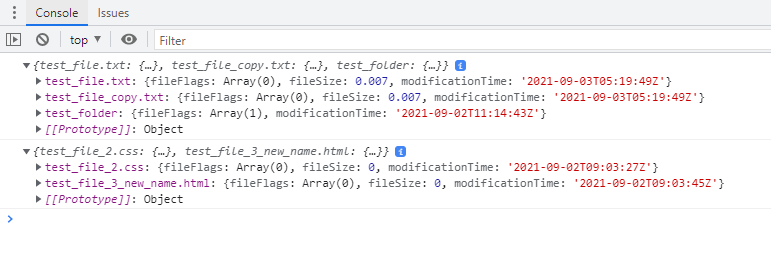 Console Issues
top ▼ Filter
▼{test_file.txt: {…}, test_file_copy.txt: {…}, test_folder: {…}} i
▶test_file.txt: {fileFlags: Array(0), fileSize: 0.007, modificationTime: '2021-09-03T05:19:49Z'}
▶test_file_copy.txt: {fileFlags: Array(0), fileSize: 0.007, modificationTime: '2021-09-03T05:19:49Z'}
▶test_folder: {fileFlags: Array(1), modificationTime: '2021-09-02T11:14:43Z'}
▶[[Prototype]]: Object
▼{test_file_2.css: {…}, test_file_3_new_name.html: {…}} i
▶test_file_2.css: {fileFlags: Array(0), fileSize: 0, modificationTime: '2021-09-02T09:03:27Z'}
▶test_file_3_new_name.html: {fileFlags: Array(0), fileSize: 0, modificationTime: '2021-09-02T09:03:45Z'}
▶[[Prototype]]: Object
>